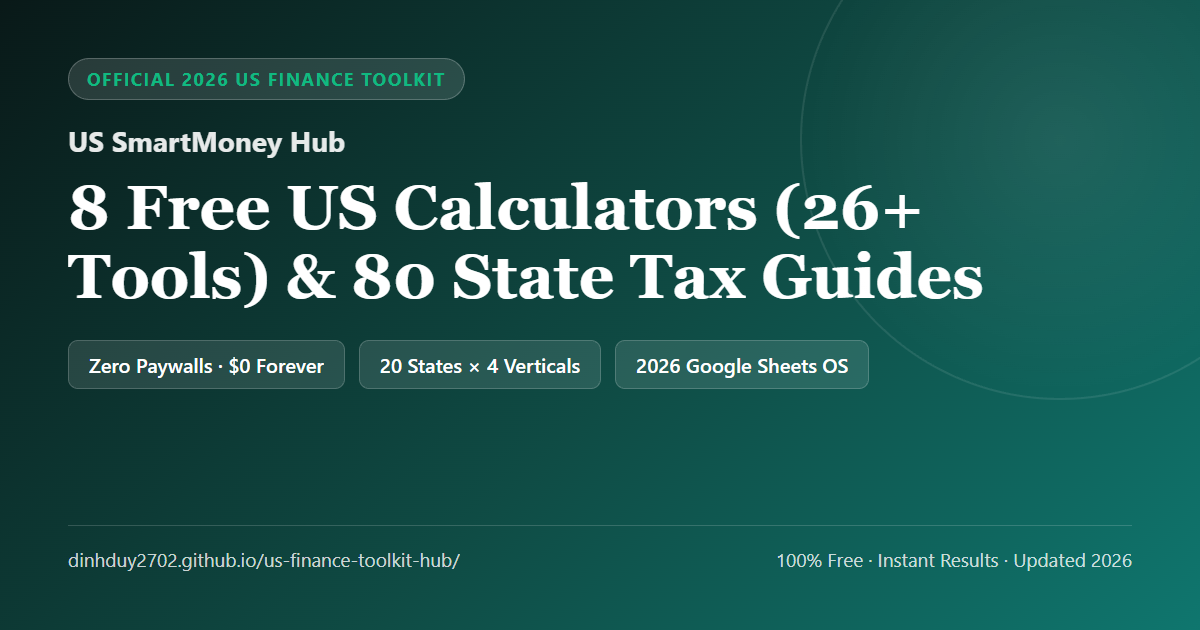 OFFICIAL 2026 US FINANCE TOOLKIT
US SmartMoney Hub
8 Free US Calculators (26+
Tools) & 80 State Tax Guides
Zero Paywalls · $0 Forever
20 States × 4 Verticals
2026 Google Sheets OS
dinhduy2702.github.io/us-finance-toolkit-hub/
100% Free · Instant Results · Updated 2026